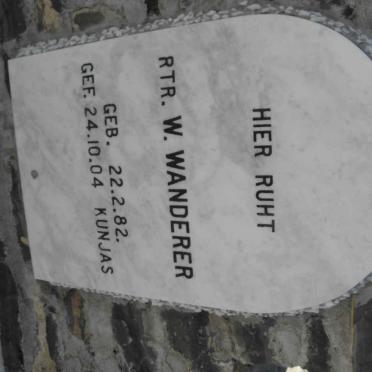 HIER RUHT
RTR. W. WANDERER
GEB. 22.2.82.
GEF. 24.10.04 KUNJAS